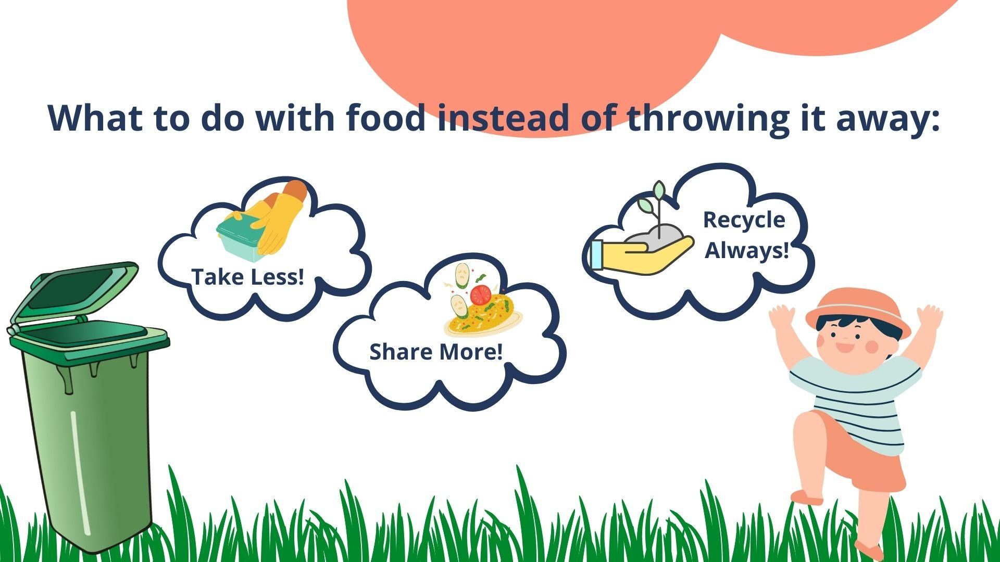 What to do with food instead of throwing it away:
Take Less!
Share More!
Recycle
Always!